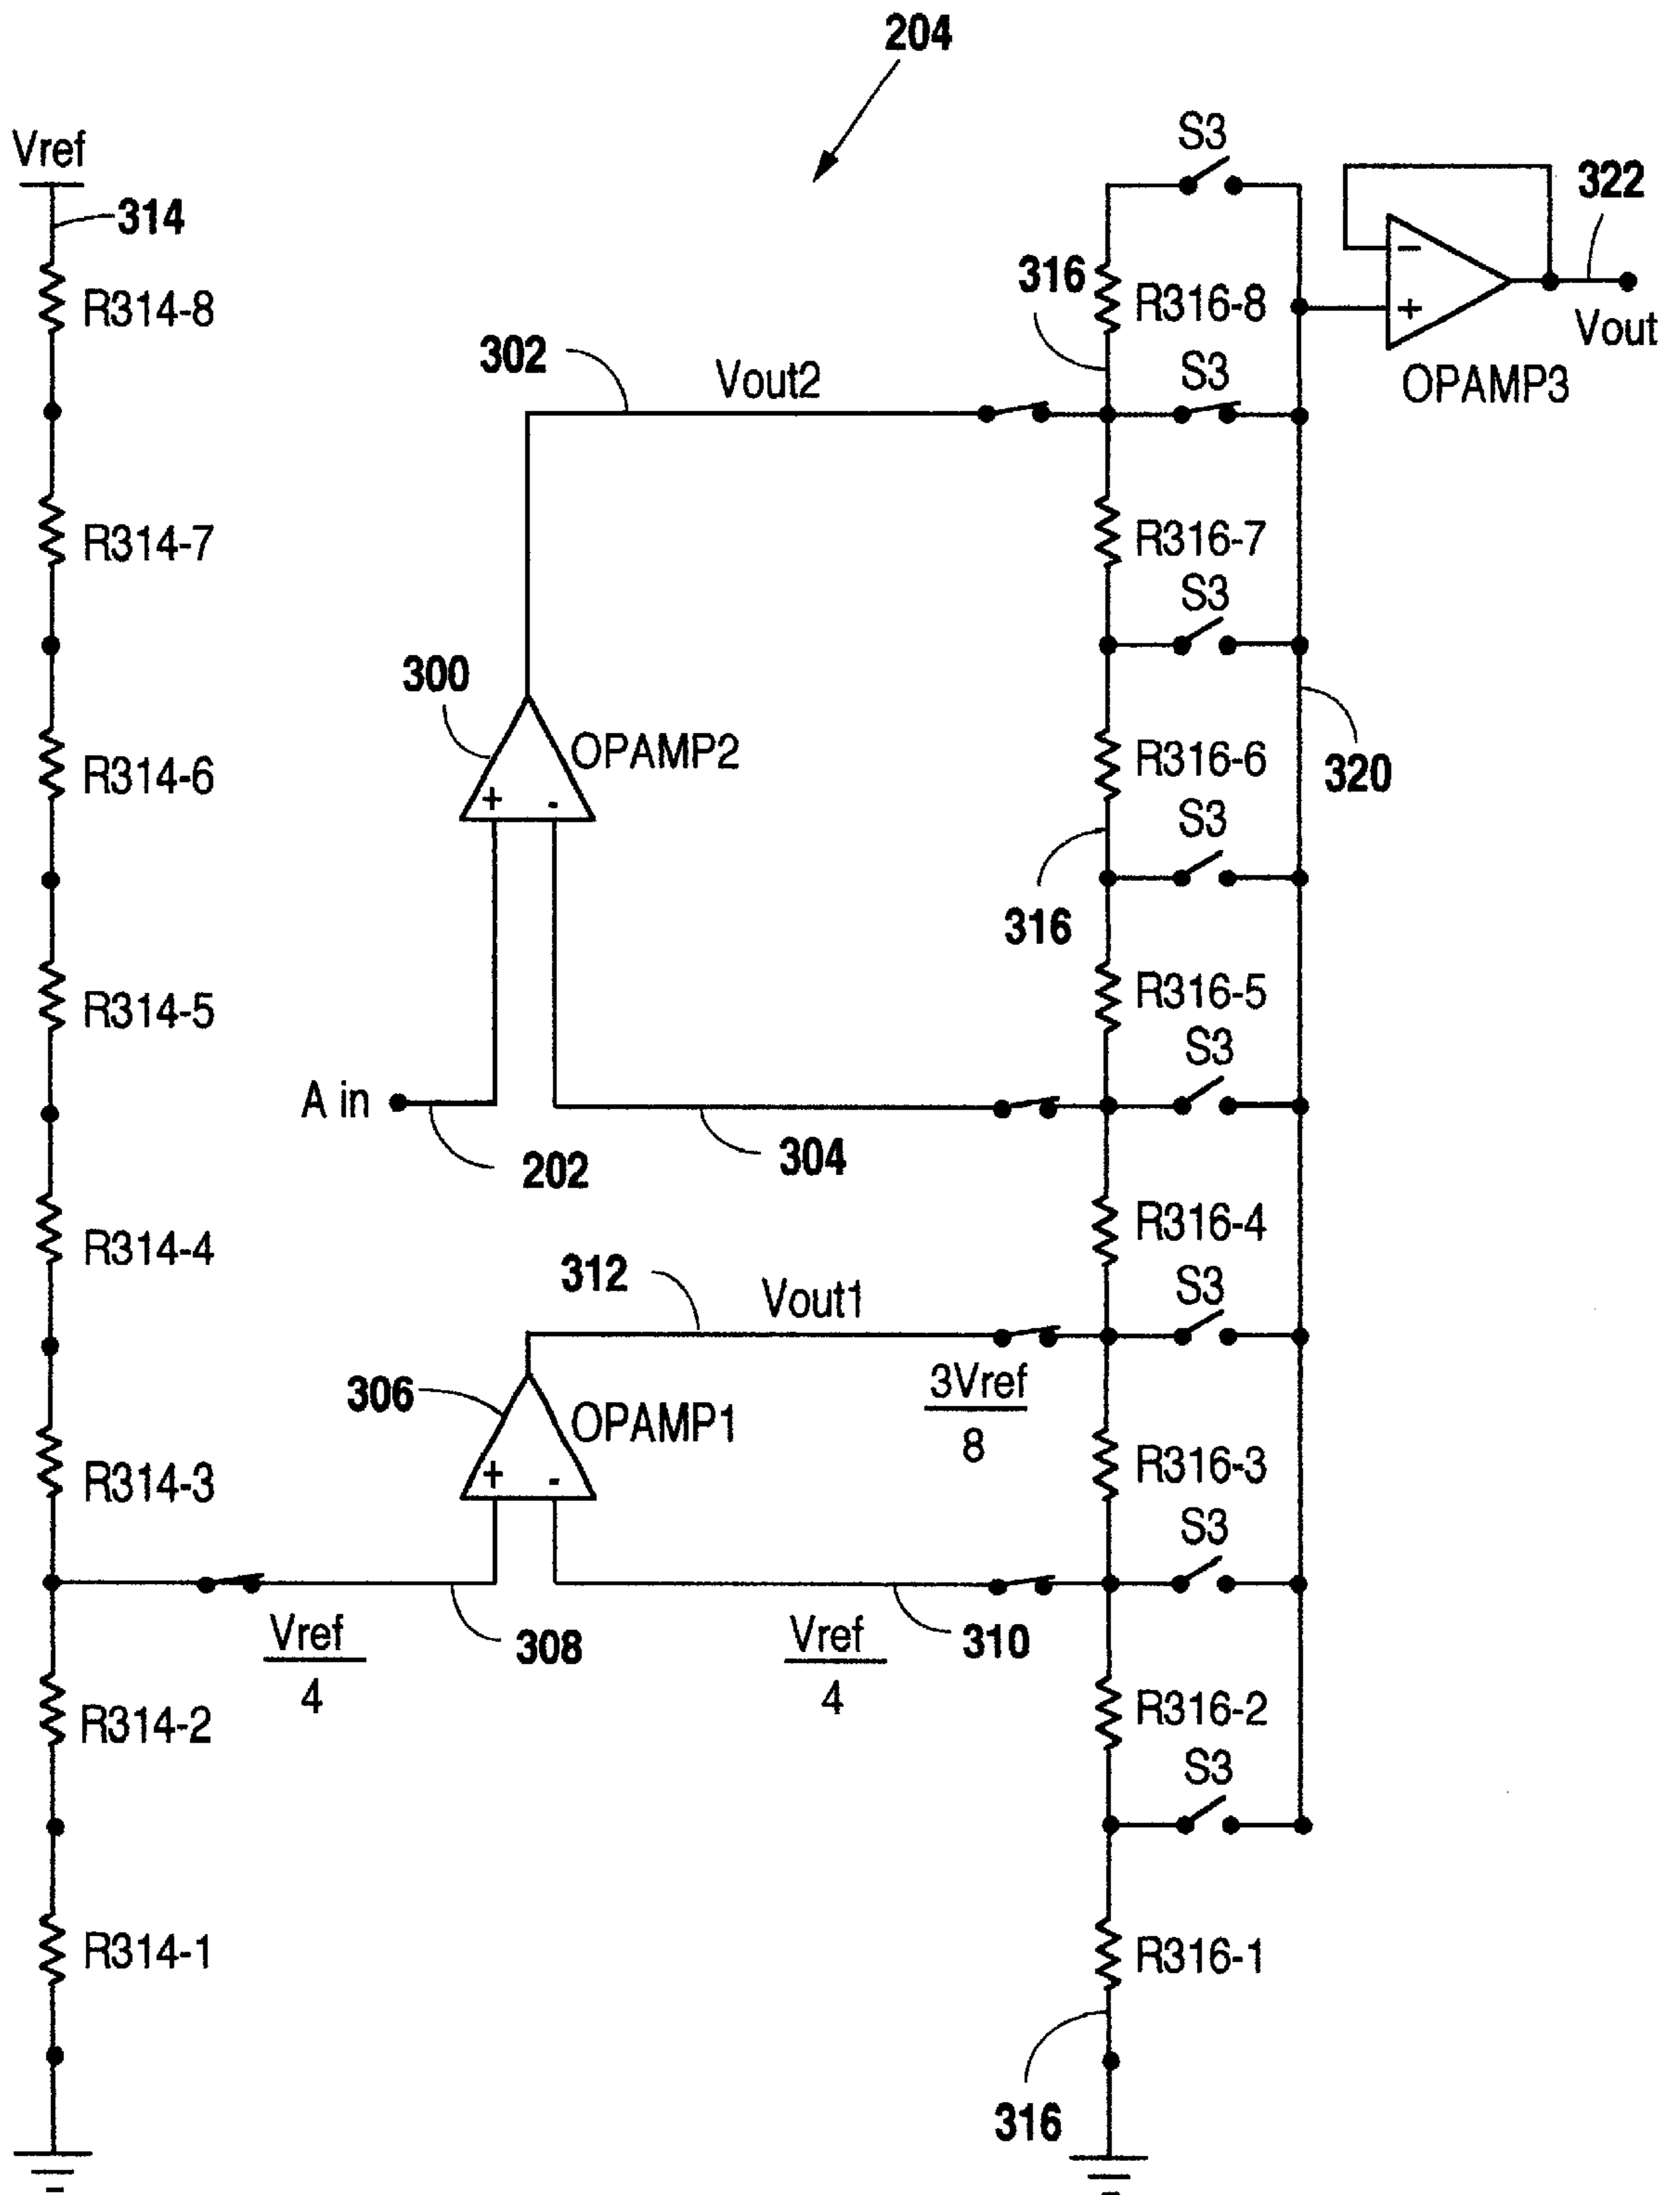 204
S3
Vref
322
314
316
R314-8
R316-8
Vout
302
Vout2
S3
OPAMP3
R314-7
R316-7
S3
300
OPAMP2
R316-6
320
R314-6
+ -
S3
316
R316-5
R314-5
S3
A in
304
202
R316-4
R314-4
312
Vout1
S3
306
3Vref
8
OPAMP1
R316-3
R314-3
+ -
S3
Vref
4
308
Vref
4
310
R316-2
R314-2
S3
R314-1
R316-1
316
- 
+